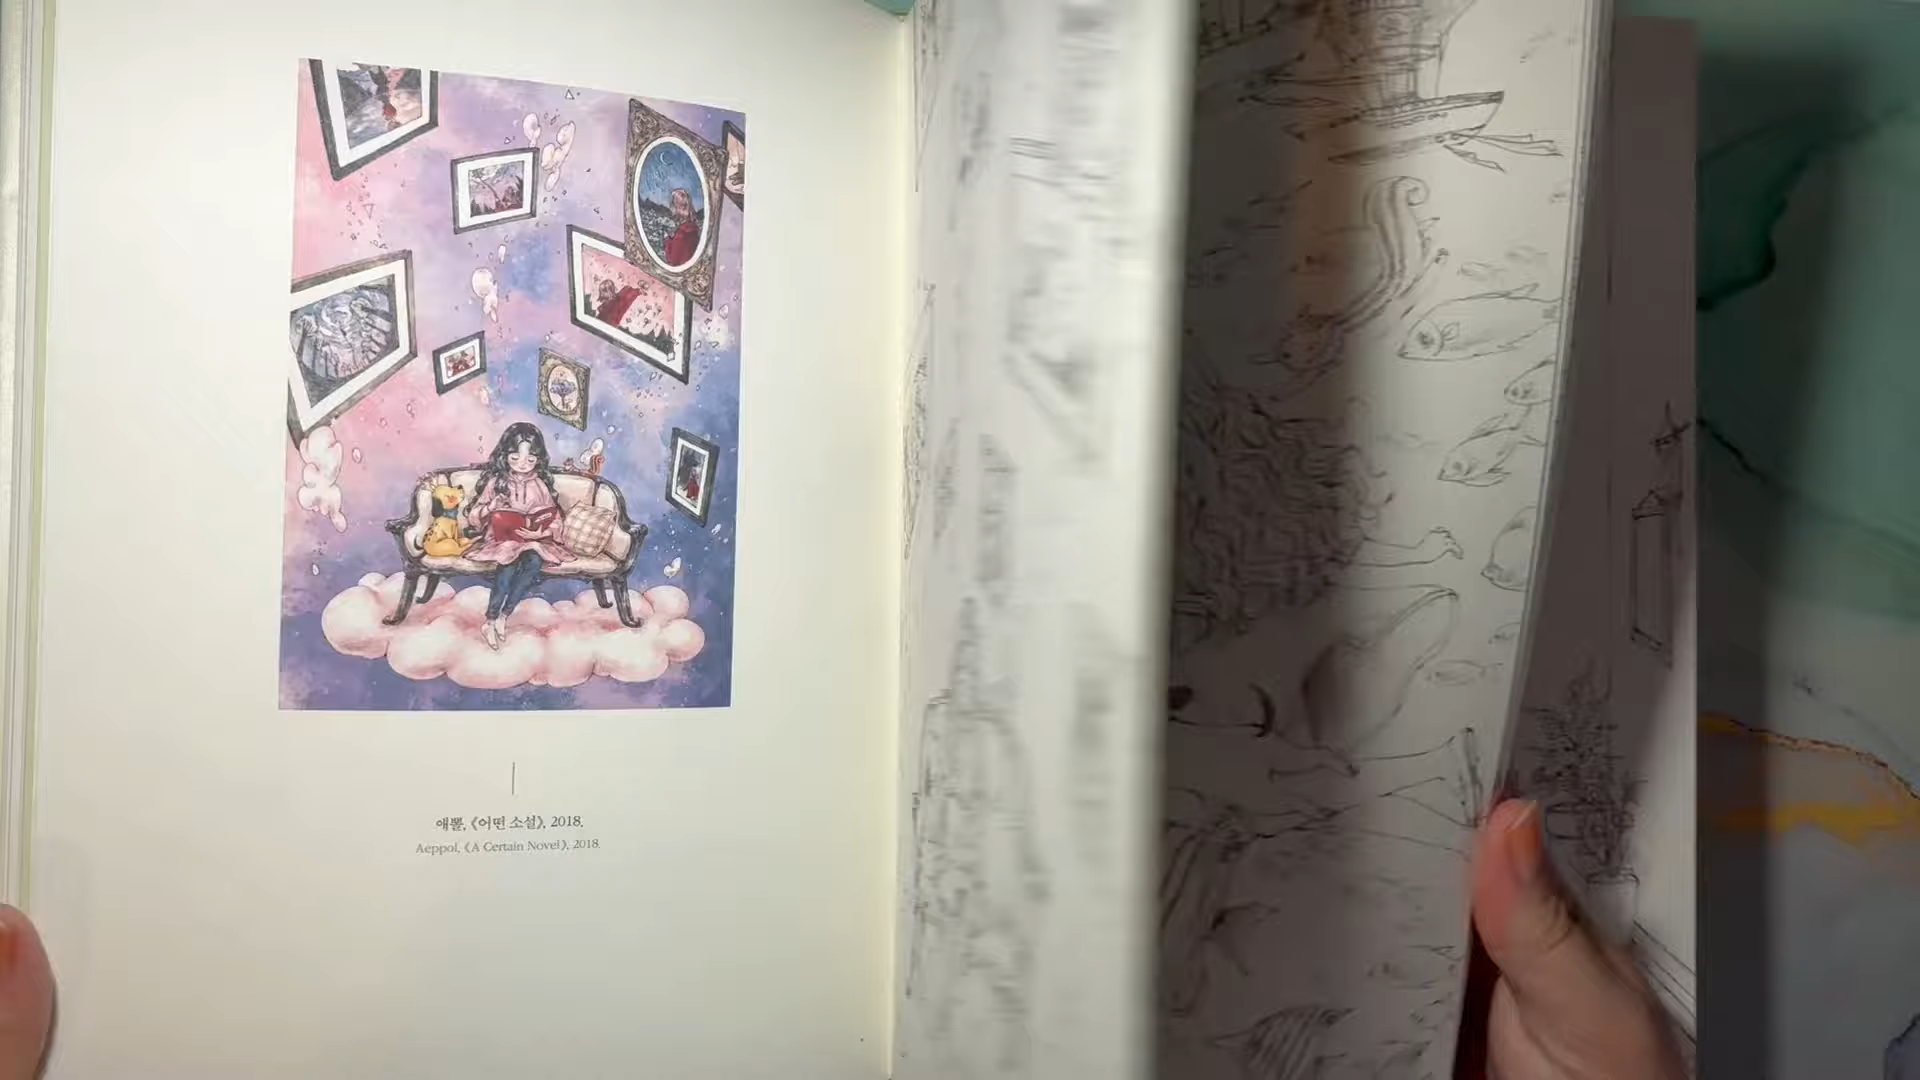 애뽈, 《어떤 소설》, 2018.
Aeppol, 《A Certain Novel》, 2018.